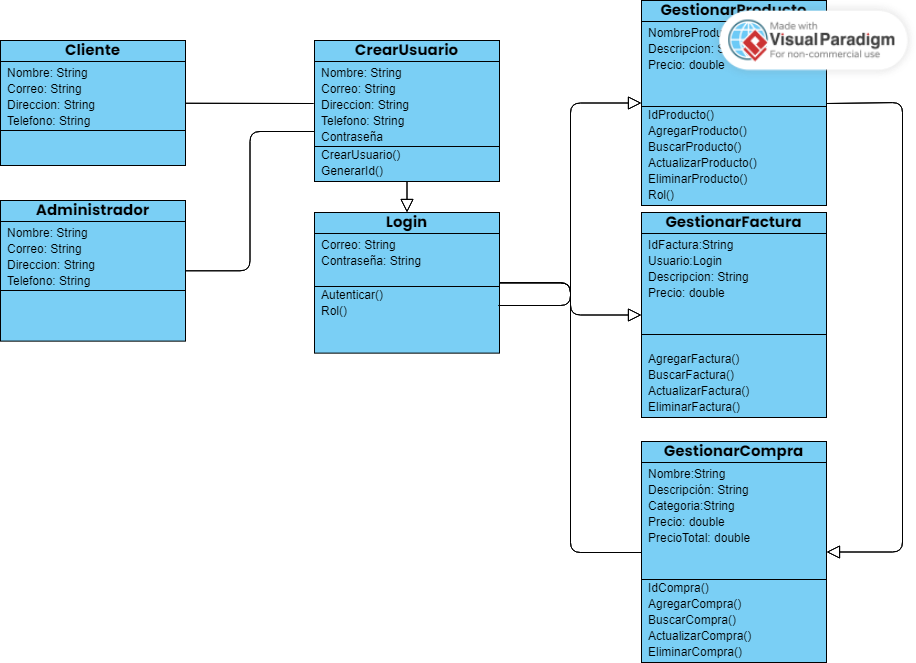 Cliente
Nombre: String
Correo: String
Direccion: String
Telefono: String
Administrador
Nombre: String
Correo: String
Direccion: String
Telefono: String
CrearUsuario
Nombre: String
Correo: String
Direccion: String
Telefono: String
Contraseña
CrearUsuario()
GenerarId()
Login
Correo: String
Contraseña: String
Autenticar()
Rol()
GestionarProducto
Descripcion:
Precio: double
IdProducto()
AgregarProducto()
BuscarProducto()
ActualizarProducto()
EliminarProducto()
Rol()
Made with
Visual Paradigm
For non-commercial use
GestionarFactura
IdFactura:String
Usuario:Login
Descripcion: String
Precio: double
AgregarFactura()
BuscarFactura()
ActualizarFactura()
EliminarFactura()
GestionarCompra
Nombre:String
Descripción: String
Categoria:String
Precio: double
PrecioTotal: double
IdCompra()
AgregarCompra()
BuscarCompra()
ActualizarCompra()
EliminarCompra()